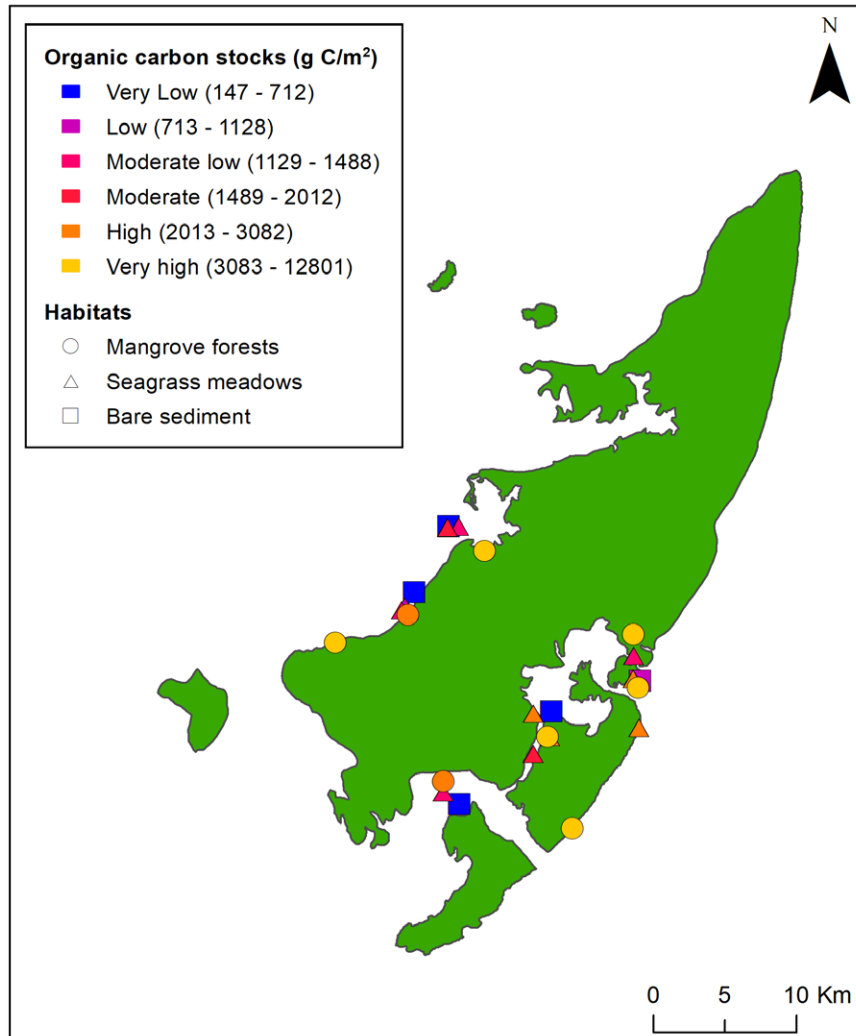 Organic carbon stocks (g C/m²)
Very Low (147 - 712)
Low (713 - 1128)
Moderate low (1129 - 1488)
Moderate (1489 - 2012)
High (2013 - 3082)
Very high (3083 - 12801)
Habitats
Mangrove forests
Seagrass meadows
Bare sediment
N
0 5 10 Km